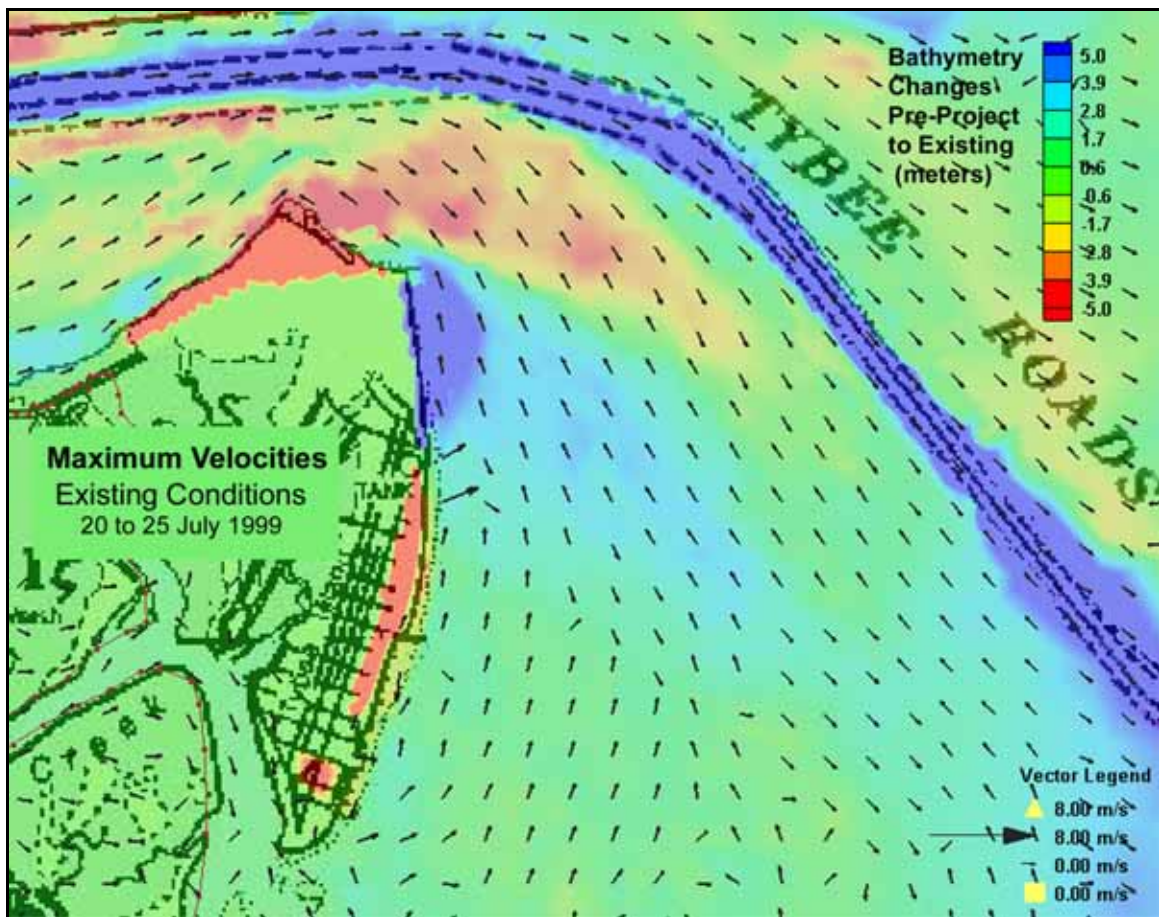 Bathymetry
Changes
Pre-Project
to Existing
(meters)
5.0
3.9
2.8
1.7
0.6
-0.6
-1.7
-2.8
-3.9
-5.0
TYBEE
ROADS
Maximum Velocities
Existing Conditions
20 to 25 July 1999
TANK
Creek
Vector Legend
8.00 m/s
8.00 m/s
0.00 m/s
0.00 m/s